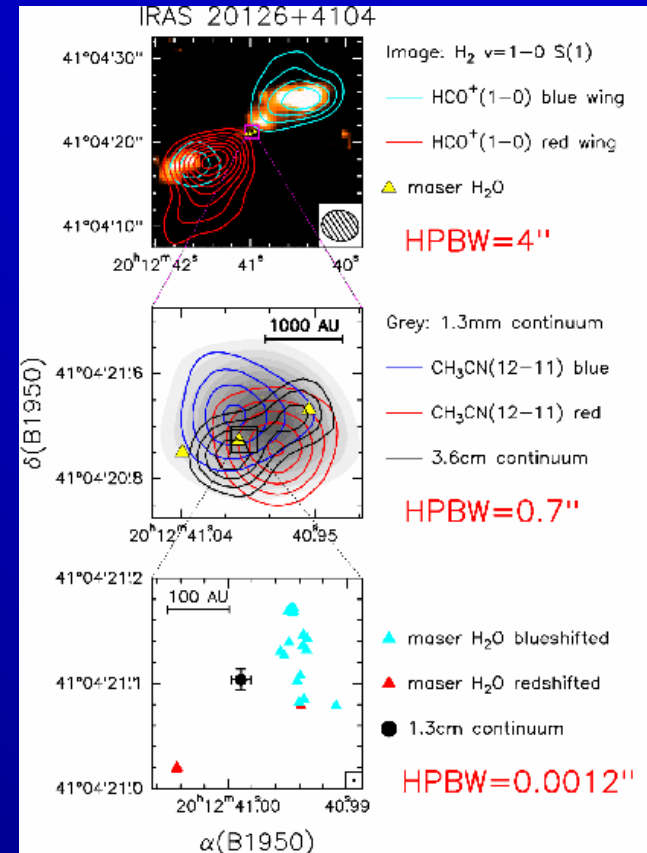 IRAS 20126+4104
Image: H₂ v=1−0 S(1)
HCO⁺(1−0) blue wing
HCO⁺(1−0) red wing
maser H₂O
HPBW=4"
41°04'30"
41°04'20"
41°04'10"
20ʰ12ᵐ42ˢ 41ˢ 40ˢ
1000 AU
Grey: 1.3mm continuum
CH₃CN(12−11) blue
CH₃CN(12−11) red
3.6cm continuum
HPBW=0.7"
δ(B1950)
41°04'21."6
41°04'20."8
20ʰ12ᵐ41ˢ.04 40ˢ.95
41°04'21."2
100 AU
41°04'21."1
41°04'21."0
maser H₂O blueshifted
maser H₂O redshifted
1.3cm continuum
HPBW=0.0012"
20ʰ12ᵐ41ˢ.00 40ˢ.99
α(B1950)